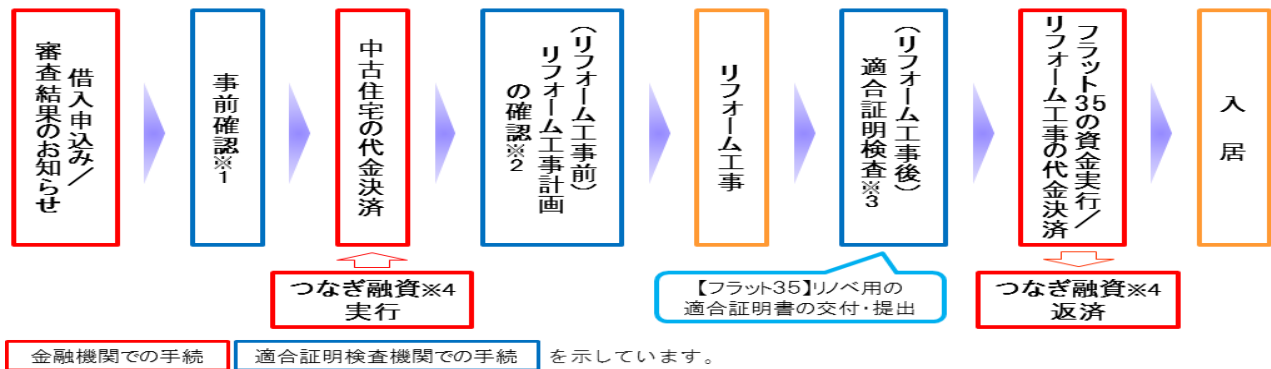 借入申込み/
審査結果のお知らせ
事前確認※1
中古住宅の代金決済
(リフォーム工事前)
リフォーム工事計画
の確認※2
リフォーム工事
(リフォーム工事後)
適合証明検査※3
フラット35の資金実行/
リフォーム工事の代金決済
入居
つなぎ融資※4
実行
【フラット35】リノベ用の
適合証明書の交付・提出
つなぎ融資※4
返済
金融機関での手続 適合証明検査機関での手続 を示しています。